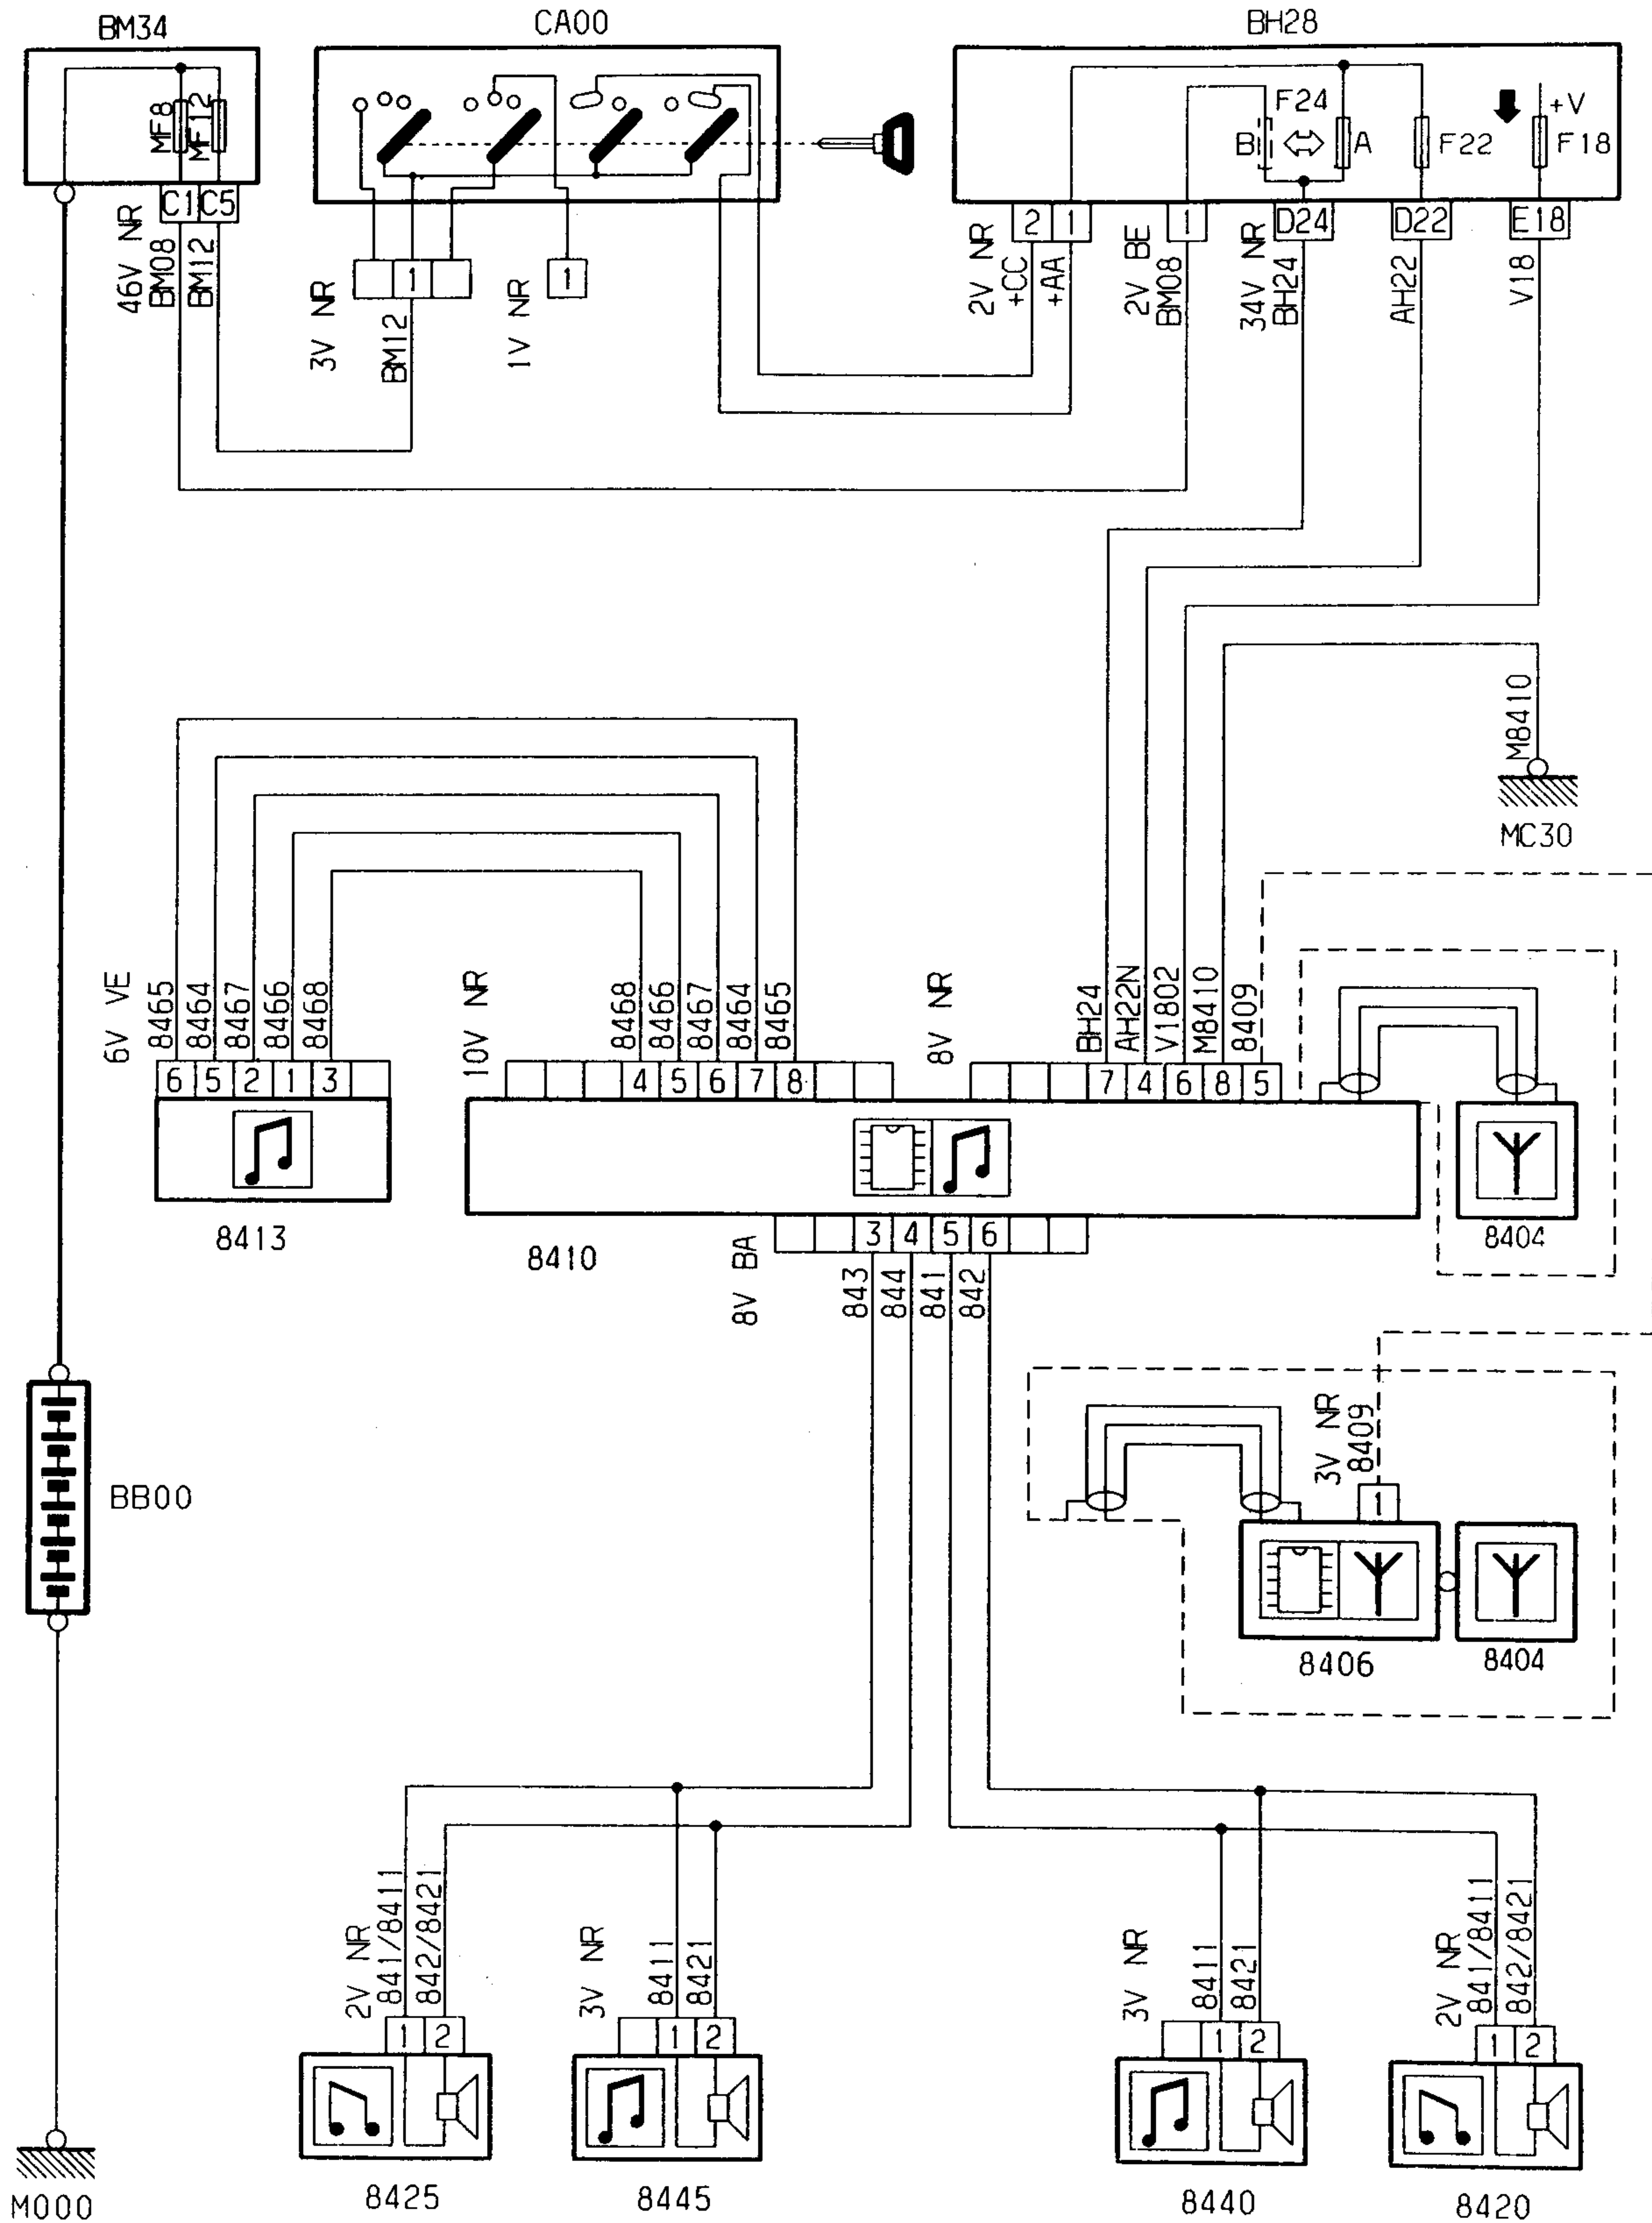 BM34
CA00
BH28
MF8
MF12
F24
B
A
F22
+V
F18
C1
C5
2
1
1
D24
D22
E18
46V NR
BM08
BM12
3V NR
1
BM12
1V NR
1
2V NR
+CC
+AA
2V BE
BM08
34V NR
BH24
AH22
V18
M8410
MC30
6V VE
8465
8464
8467
8466
8468
10V NR
8468
8466
8467
8464
8465
8V NR
BH24
AH22N
V1802
M8410
8409
6
5
2
1
3
4
5
6
7
8
7
4
6
8
5
8413
8410
8404
8V BA
3
4
5
6
843
844
841
842
BB00
3V NR
8409
1
8406
8404
2V NR
841/8411
842/8421
3V NR
8411
8421
3V NR
8411
8421
2V NR
841/8411
842/8421
1
2
1
2
1
2
1
2
M000
8425
8445
8440
8420